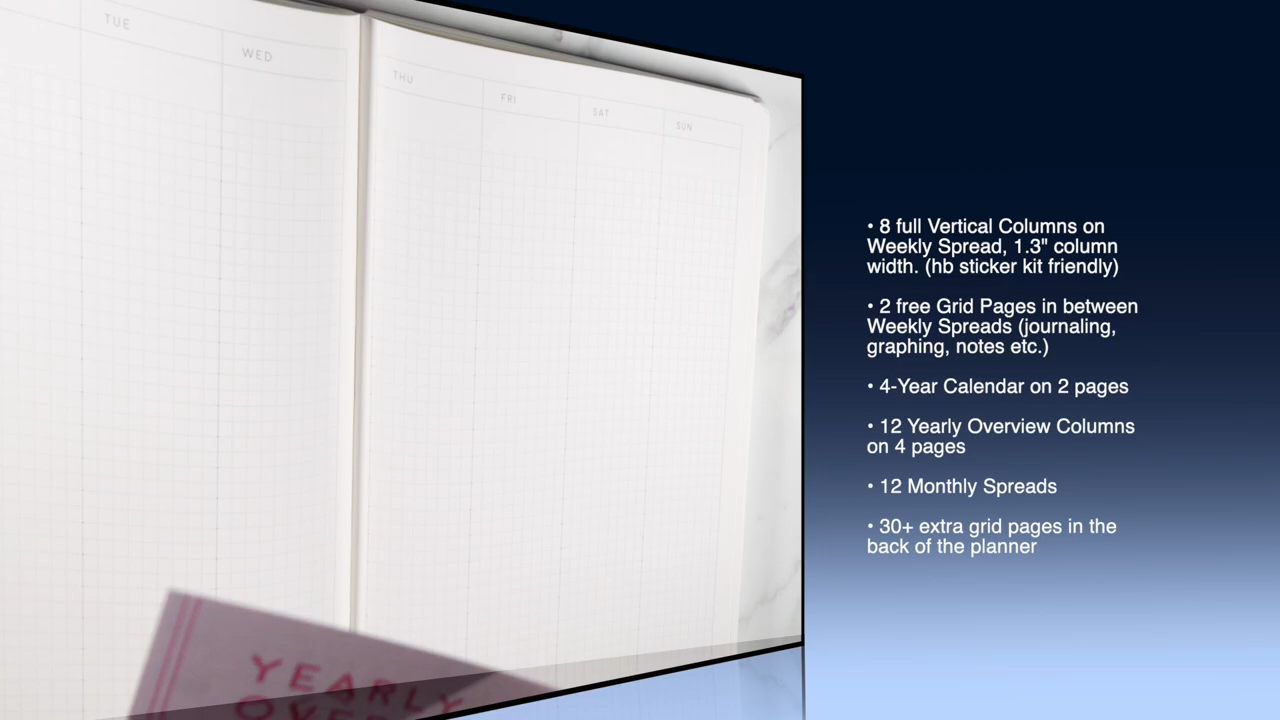 TUE
WED
THU
FRI
SAT
SUN
YEARLY
• 8 full Vertical Columns on
Weekly Spread, 1.3" column
width. (hb sticker kit friendly)
• 2 free Grid Pages in between
Weekly Spreads (journaling,
graphing, notes etc.)
• 4-Year Calendar on 2 pages
• 12 Yearly Overview Columns
on 4 pages
• 12 Monthly Spreads
• 30+ extra grid pages in the
back of the planner